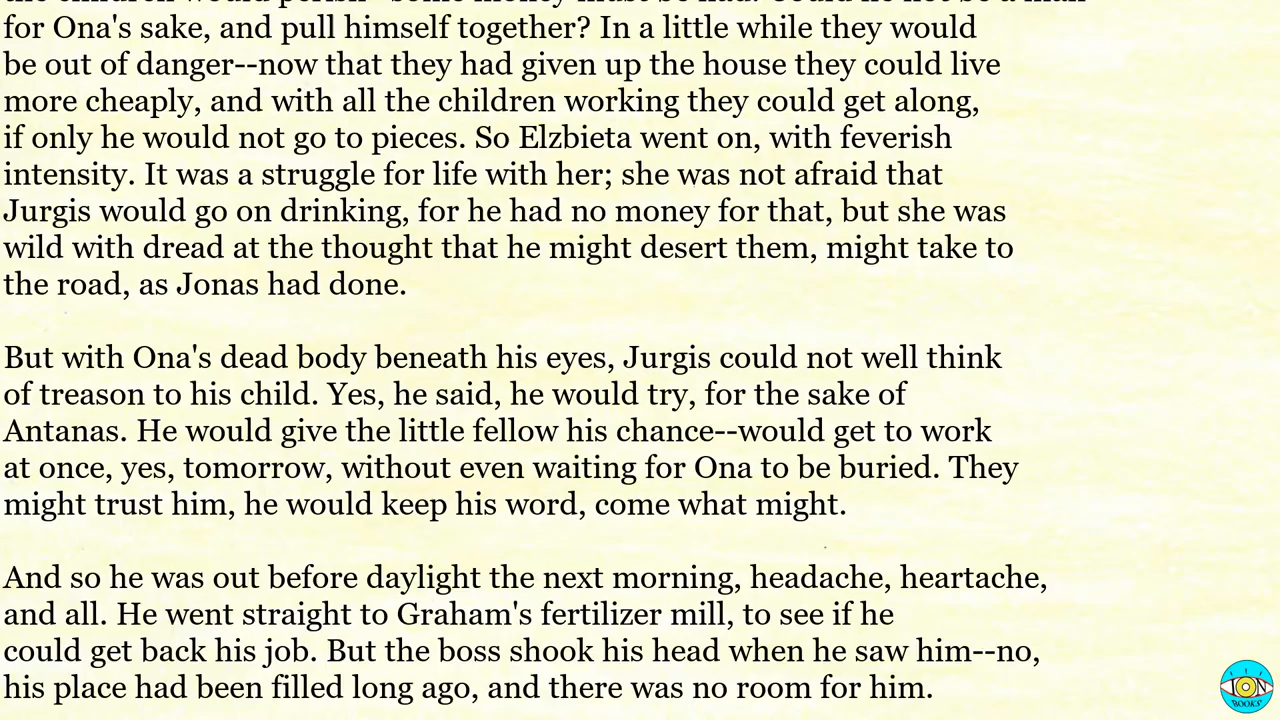 for Ona's sake, and pull himself together? In a little while they would
be out of danger--now that they had given up the house they could live
more cheaply, and with all the children working they could get along,
if only he would not go to pieces. So Elzbieta went on, with feverish
intensity. It was a struggle for life with her; she was not afraid that
Jurgis would go on drinking, for he had no money for that, but she was
wild with dread at the thought that he might desert them, might take to
the road, as Jonas had done.

But with Ona's dead body beneath his eyes, Jurgis could not well think
of treason to his child. Yes, he said, he would try, for the sake of
Antanas. He would give the little fellow his chance--would get to work
at once, yes, tomorrow, without even waiting for Ona to be buried. They
might trust him, he would keep his word, come what might.

And so he was out before daylight the next morning, headache, heartache,
and all. He went straight to Graham's fertilizer mill, to see if he
could get back his job. But the boss shook his head when he saw him--no,
his place had been filled long ago, and there was no room for him.
ION
BOOKS